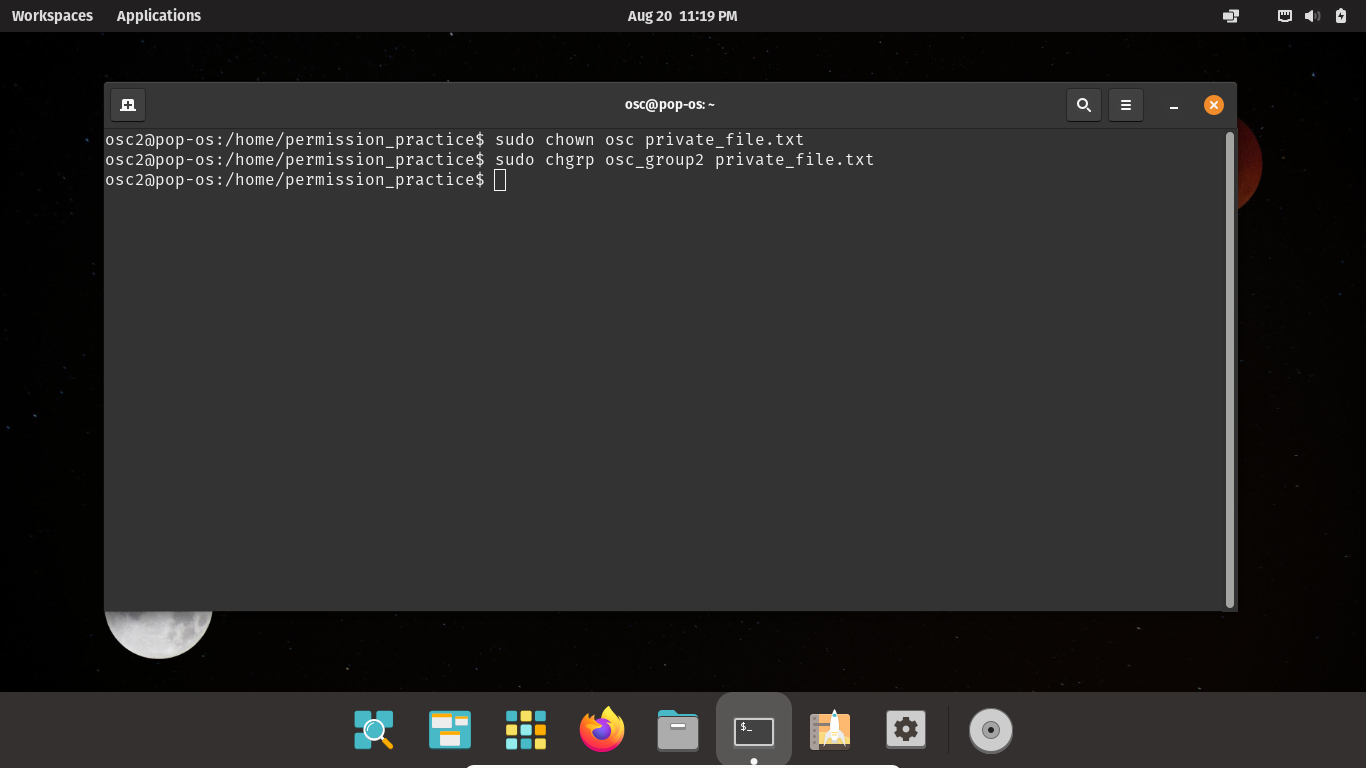 Workspaces Applications Aug 20 11:19 PM
osc@pop-os: ~
osc2@pop-os:/home/permission_practice$ sudo chown osc private_file.txt
osc2@pop-os:/home/permission_practice$ sudo chgrp osc_group2 private_file.txt
osc2@pop-os:/home/permission_practice$
$_